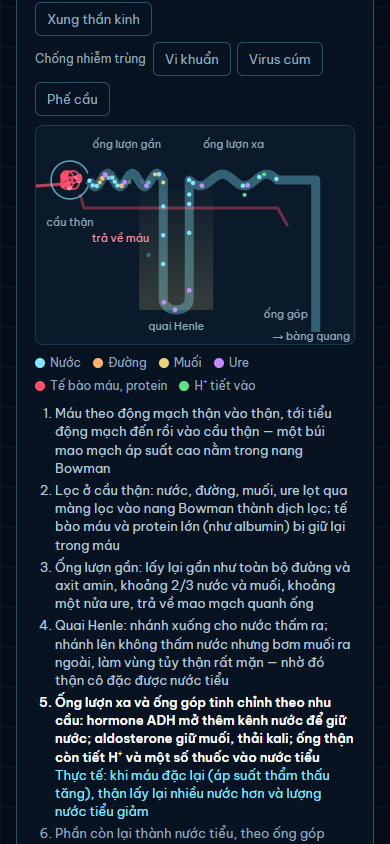 Xung thần kinh
Chống nhiễm trùng
Vi khuẩn
Virus cúm
Phế cầu
ống lượn gần
ống lượn xa
cầu thận
trả về máu
ống góp
quai Henle
→ bàng quang
Nước
Đường
Muối
Ure
Tế bào máu, protein
H⁺ tiết vào
1. Máu theo động mạch thận vào thận, tới tiểu
động mạch đến rồi vào cầu thận — một búi
mao mạch áp suất cao nằm trong nang
Bowman
2. Lọc ở cầu thận: nước, đường, muối, ure lọt qua
màng lọc vào nang Bowman thành dịch lọc; tế
bào máu và protein lớn (như albumin) bị giữ lại
trong máu
3. Ống lượn gần: lấy lại gần như toàn bộ đường và
axit amin, khoảng 2/3 nước và muối, khoảng
một nửa ure, trả về mao mạch quanh ống
4. Quai Henle: nhánh xuống cho nước thấm ra;
nhánh lên không thấm nước nhưng bơm muối ra
ngoài, làm vùng tủy thận rất mặn — nhờ đó
thận cô đặc được nước tiểu
5. Ống lượn xa và ống góp tinh chỉnh theo nhu
cầu: hormone ADH mở thêm kênh nước để giữ
nước; aldosterone giữ muối, thải kali; ống thận
còn tiết H⁺ và một số thuốc vào nước tiểu
Thực tế: khi máu đặc lại (áp suất thẩm thấu
tăng), thận lấy lại nhiều nước hơn và lượng
nước tiểu giảm
6. Phần còn lại thành nước tiểu, theo ống góp